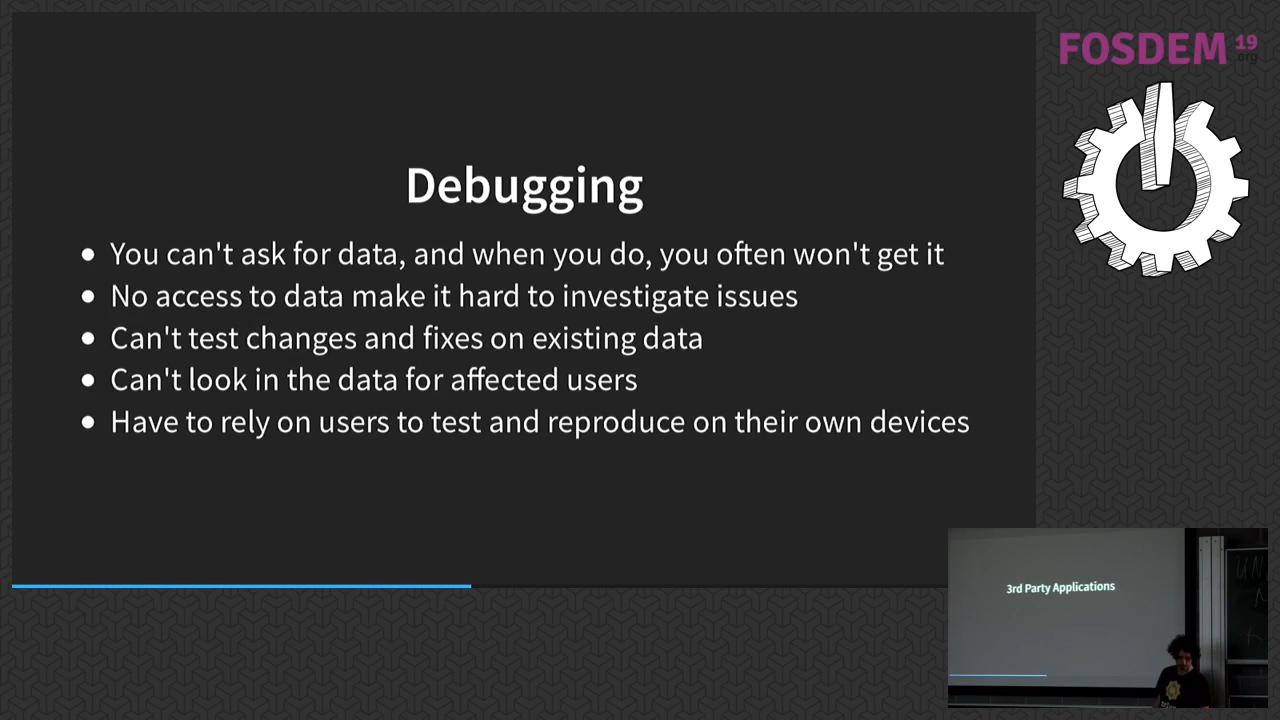 Debugging
You can't ask for data, and when you do, you often won't get it
No access to data make it hard to investigate issues
Can't test changes and fixes on existing data
Can't look in the data for affected users
Have to rely on users to test and reproduce on their own devices
FOSDEM 19
.org
3rd Party Applications